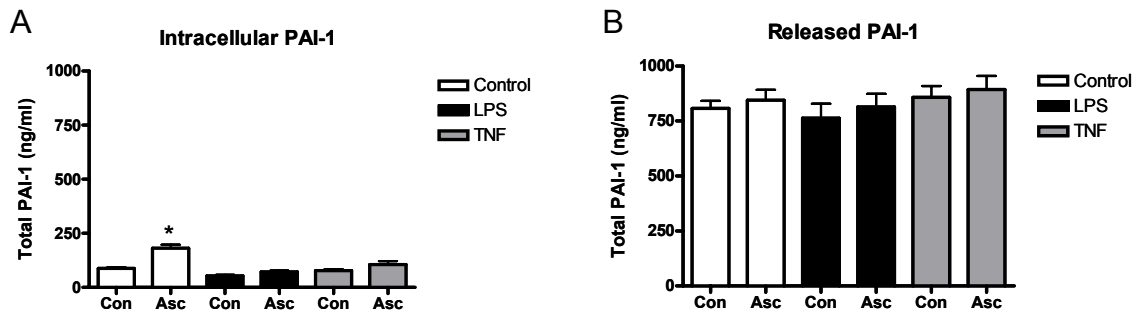 A
Intracellular PAI-1
Total PAI-1 (ng/ml)
1000
750
500
250
0
*
Con Asc Con Asc Con Asc
Control
LPS
TNF
B
Released PAI-1
Total PAI-1 (ng/ml)
1000
750
500
250
0
Con Asc Con Asc Con Asc
Control
LPS
TNF